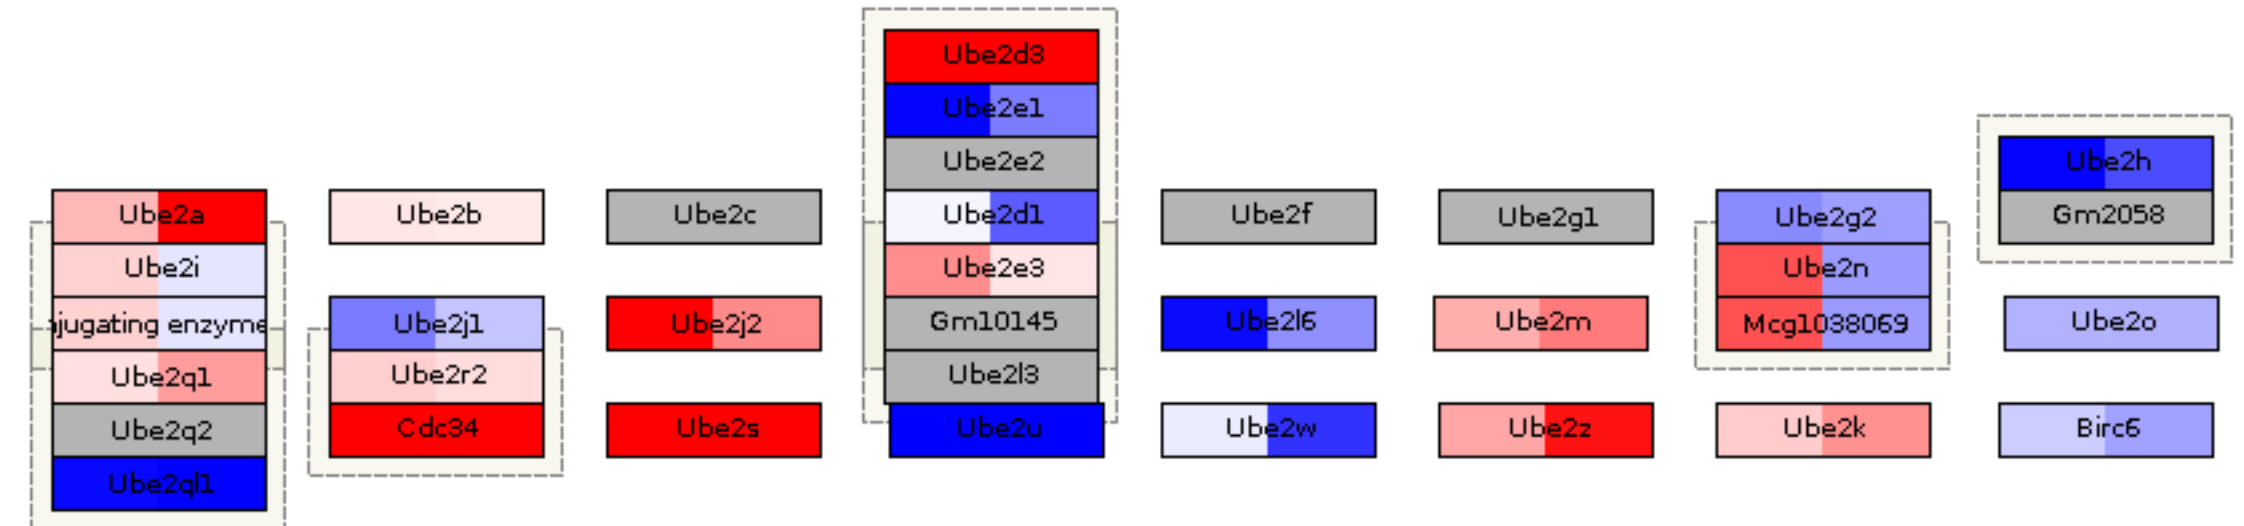 Ube2d3
Ube2e1
Ube2e2
Ube2h
Ube2a
Ube2b
Ube2c
Ube2d1
Ube2f
Ube2g1
Ube2g2
Gm2058
Ube2i
Ube2e3
Ube2n
jugating enzyme
Ube2j1
Ube2j2
Gm10145
Ube2l6
Ube2m
Mcg1038069
Ube2o
Ube2q1
Ube2r2
Ube2l3
Ube2q2
Cdc34
Ube2s
Ube2u
Ube2w
Ube2z
Ube2k
Birc6
Ube2ql1